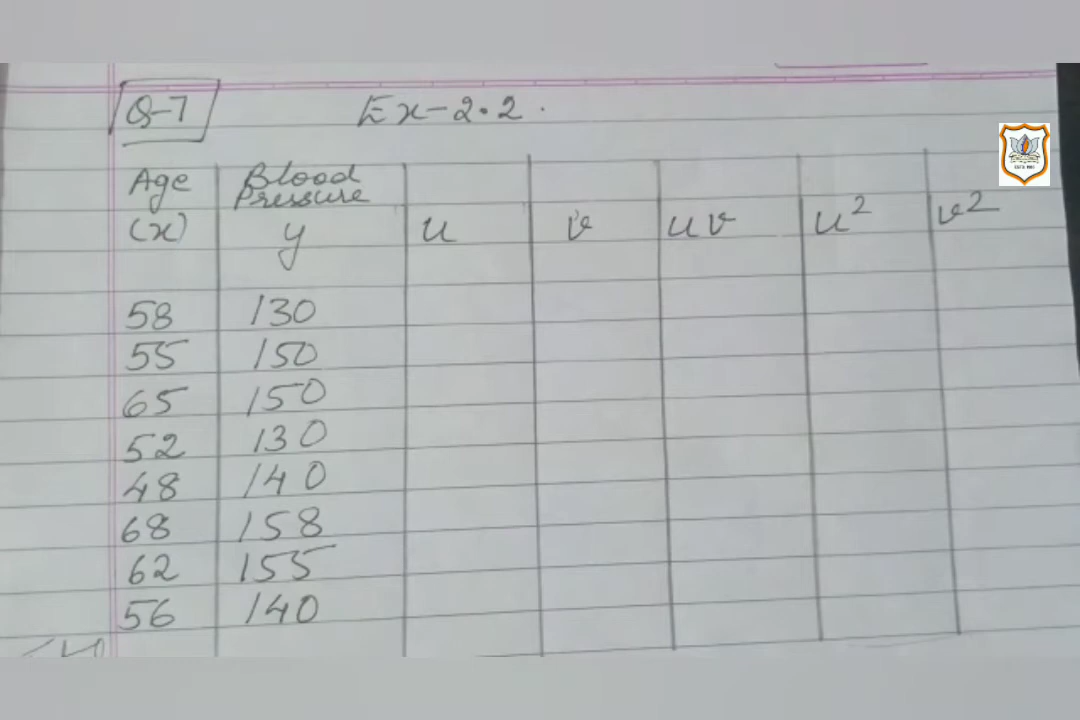 Q-7
Ex-2.2.
Age Blood Pressure
(x) y u v uv u² v²
58 130
55 150
65 150
52 130
48 140
68 158
62 155
56 140